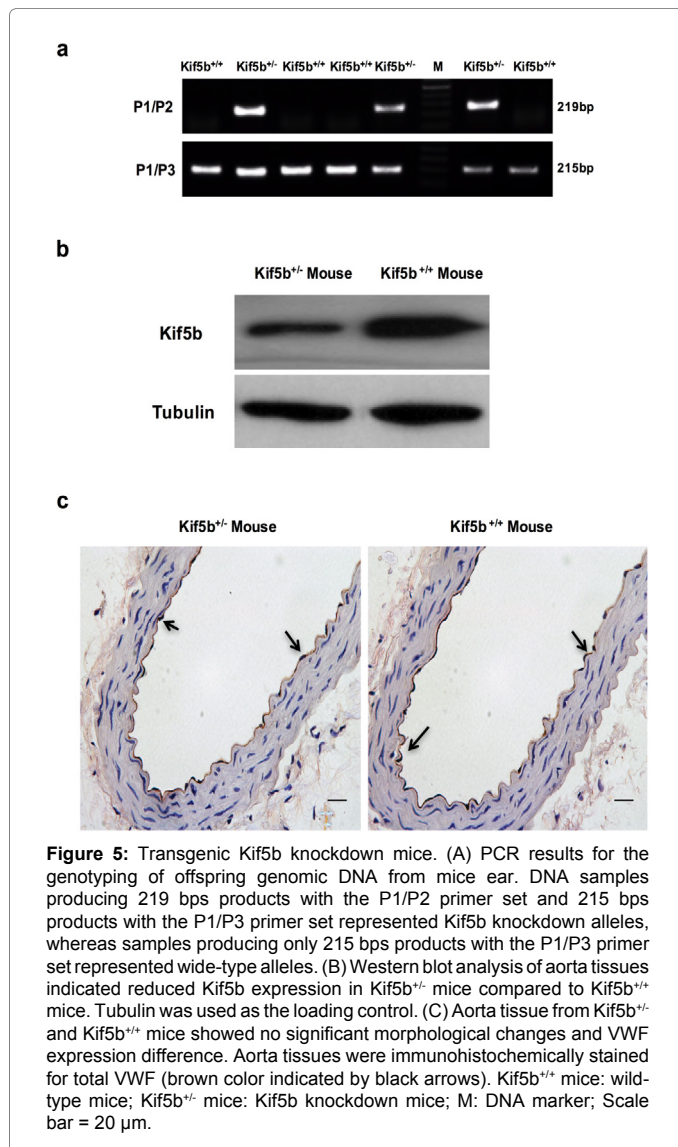 a
Kif5b+/+ Kif5b+/- Kif5b+/+ Kif5b+/+ Kif5b+/- M Kif5b+/- Kif5b+/+
P1/P2 219bp
P1/P3 215bp
b
Kif5b+/- Mouse Kif5b +/+ Mouse
Kif5b
Tubulin
c
Kif5b+/- Mouse Kif5b +/+ Mouse
Figure 5: Transgenic Kif5b knockdown mice. (A) PCR results for the
genotyping of offspring genomic DNA from mice ear. DNA samples
producing 219 bps products with the P1/P2 primer set and 215 bps
products with the P1/P3 primer set represented Kif5b knockdown alleles,
whereas samples producing only 215 bps products with the P1/P3 primer
set represented wide-type alleles. (B) Western blot analysis of aorta tissues
indicated reduced Kif5b expression in Kif5b+/- mice compared to Kif5b+/+
mice. Tubulin was used as the loading control. (C) Aorta tissue from Kif5b+/-
and Kif5b+/+ mice showed no significant morphological changes and VWF
expression difference. Aorta tissues were immunohistochemically stained
for total VWF (brown color indicated by black arrows). Kif5b+/+ mice: wild-
type mice; Kif5b+/- mice: Kif5b knockdown mice; M: DNA marker; Scale
bar = 20 µm.